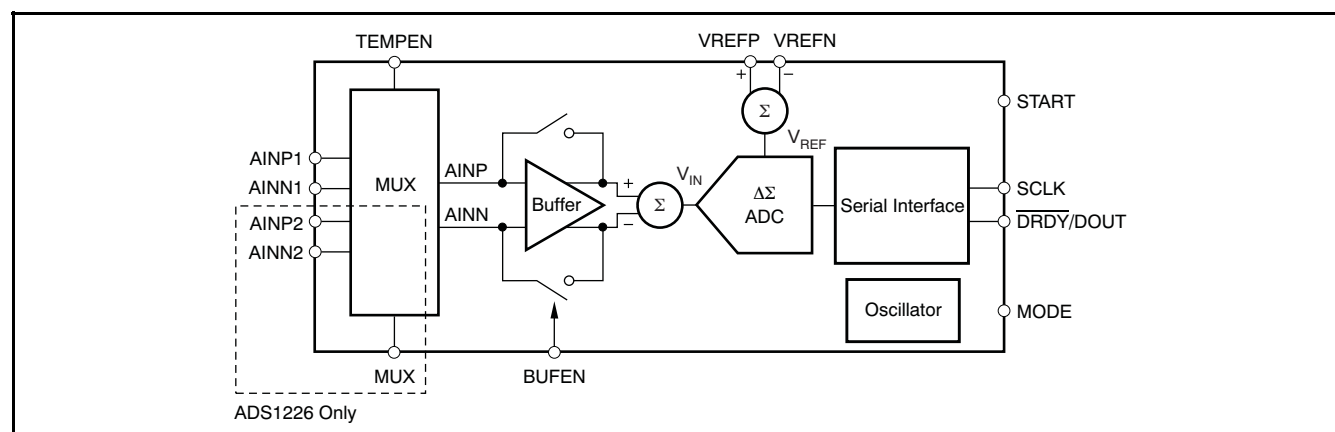 TEMPEN
VREFP VREFN
+ −
Σ
V_REF
START
AINP1
AINN1
AINP2
AINN2
MUX
AINP
AINN
Buffer
+
−
Σ
V_IN
ΔΣ
ADC
Serial Interface
SCLK
D̅R̅D̅Y̅/DOUT
Oscillator
MODE
MUX
BUFEN
ADS1226 Only